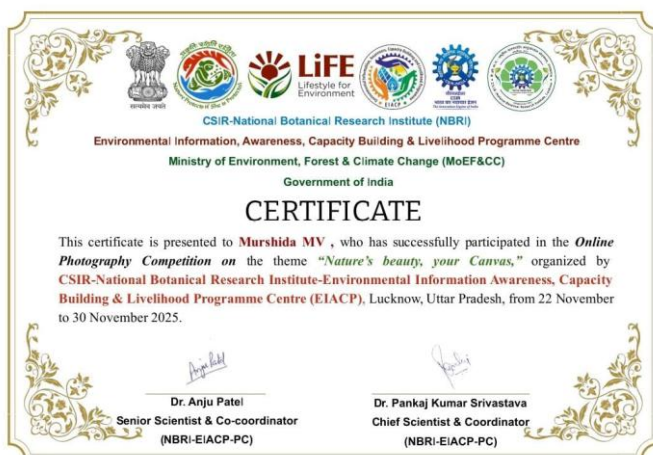 सत्यमेव जयते
LiFE
Lifestyle for
Environment
EIACP
CSIR-National Botanical Research Institute (NBRI)
Environmental Information, Awareness, Capacity Building & Livelihood Programme Centre
Ministry of Environment, Forest & Climate Change (MoEF&CC)
Government of India
CERTIFICATE
This certificate is presented to Murshida MV , who has successfully participated in the Online
Photography Competition on the theme “Nature’s beauty, your Canvas,” organized by
CSIR-National Botanical Research Institute-Environmental Information Awareness, Capacity
Building & Livelihood Programme Centre (EIACP), Lucknow, Uttar Pradesh, from 22 November
to 30 November 2025.
Dr. Anju Patel
Senior Scientist & Co-coordinator
(NBRI-EIACP-PC)
Dr. Pankaj Kumar Srivastava
Chief Scientist & Coordinator
(NBRI-EIACP-PC)